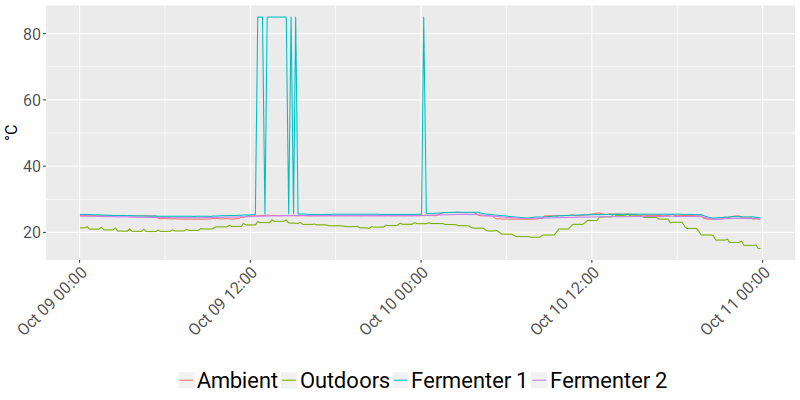 80
60
40
20
°C
Oct 09 00:00
Oct 09 12:00
Oct 10 00:00
Oct 10 12:00
Oct 11 00:00
Ambient Outdoors Fermenter 1 Fermenter 2